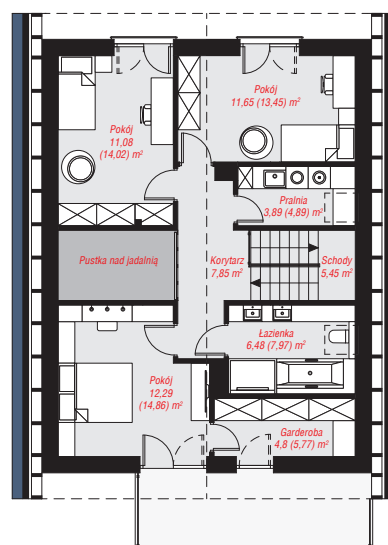 Pokój
11,08
(14,02) m²
Pokój
11,65 (13,45) m²
Pralnia
3,89 (4,89) m²
Pustka nad jadalnią
Korytarz
7,85 m²
Schody
5,45 m²
Łazienka
6,48 (7,97) m²
Pokój
12,29
(14,86) m²
Garderoba
4,8 (5,77) m²